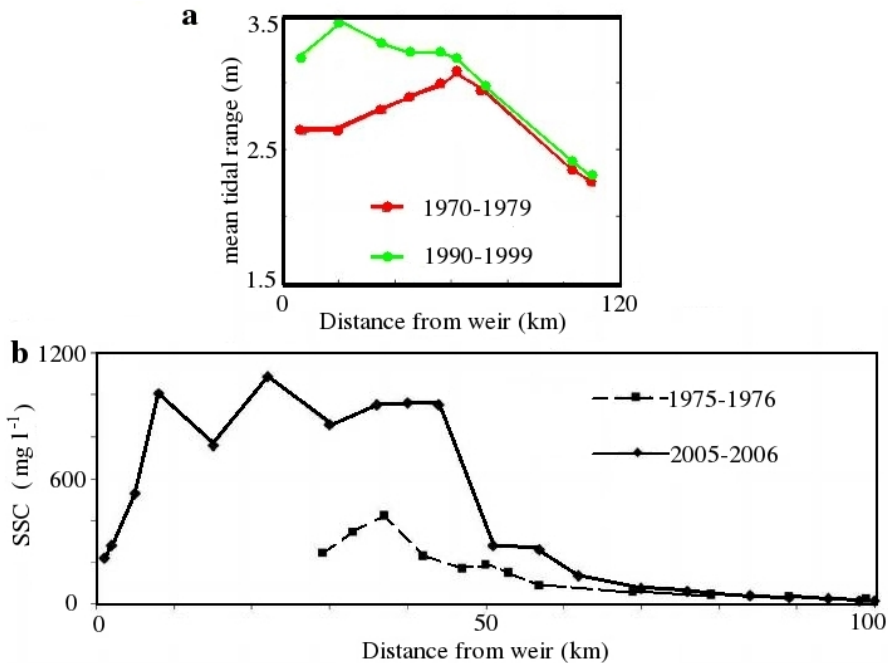 a
3.5
2.5
1.5
mean tidal range (m)
1970-1979
1990-1999
0
120
Distance from weir (km)
b
1200
600
0
SSC ( mg l⁻¹)
1975-1976
2005-2006
0
50
100
Distance from weir (km)